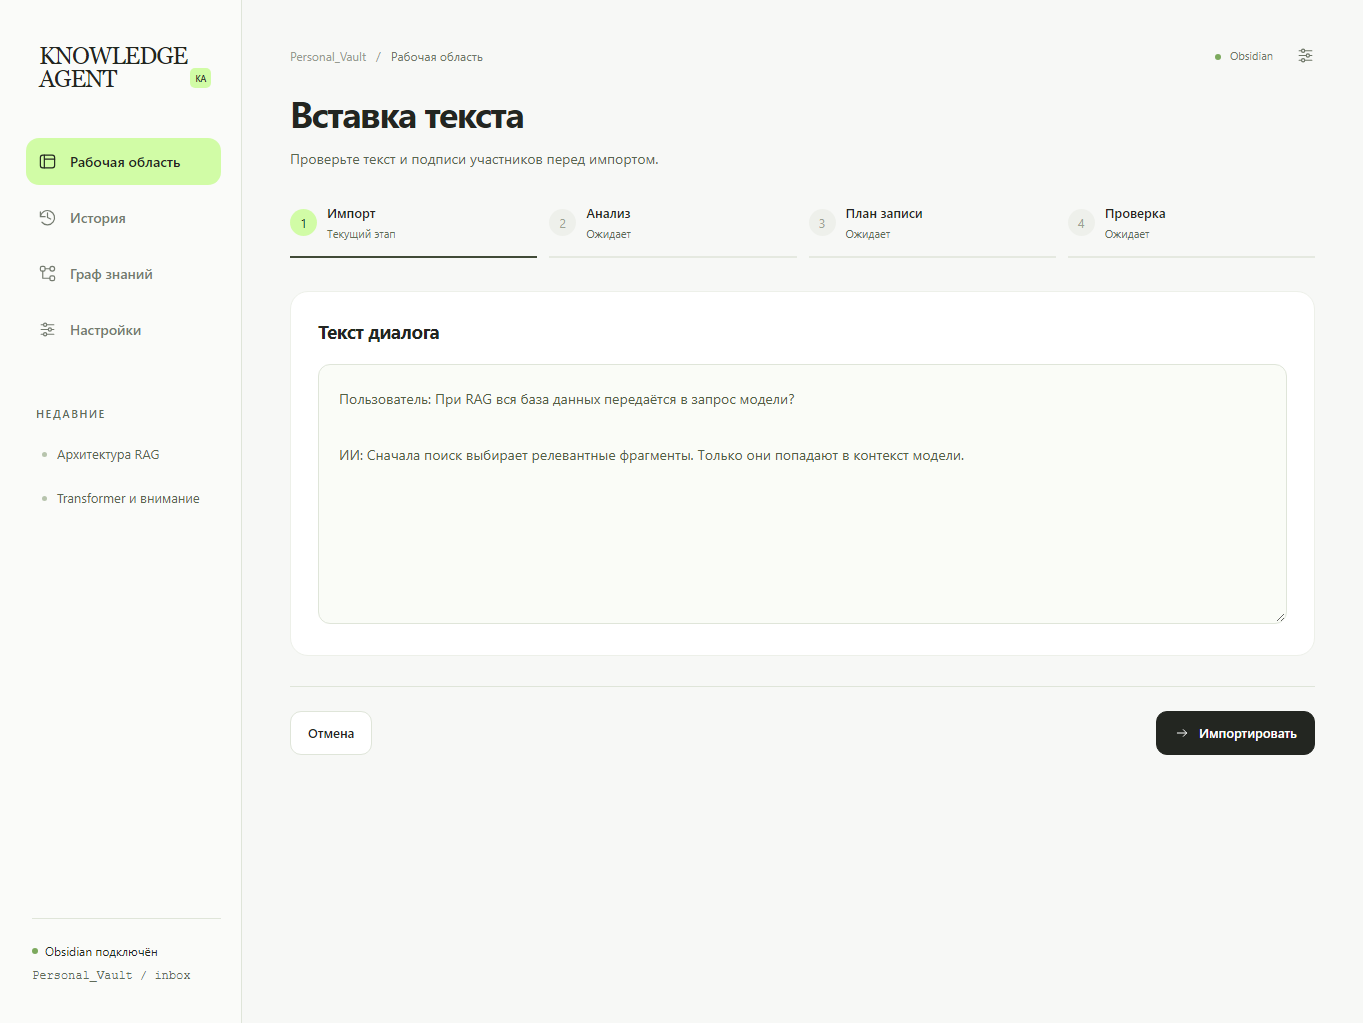 KNOWLEDGE
AGENT
KA
Рабочая область
История
Граф знаний
Настройки
НЕДАВНИЕ
Архитектура RAG
Transformer и внимание
Obsidian подключён
Personal_Vault / inbox
Personal_Vault / Рабочая область
Obsidian
Вставка текста
Проверьте текст и подписи участников перед импортом.
1
Импорт
Текущий этап
2
Анализ
Ожидает
3
План записи
Ожидает
4
Проверка
Ожидает
Текст диалога
Пользователь: При RAG вся база данных передаётся в запрос модели?
ИИ: Сначала поиск выбирает релевантные фрагменты. Только они попадают в контекст модели.
Отмена
→ Импортировать